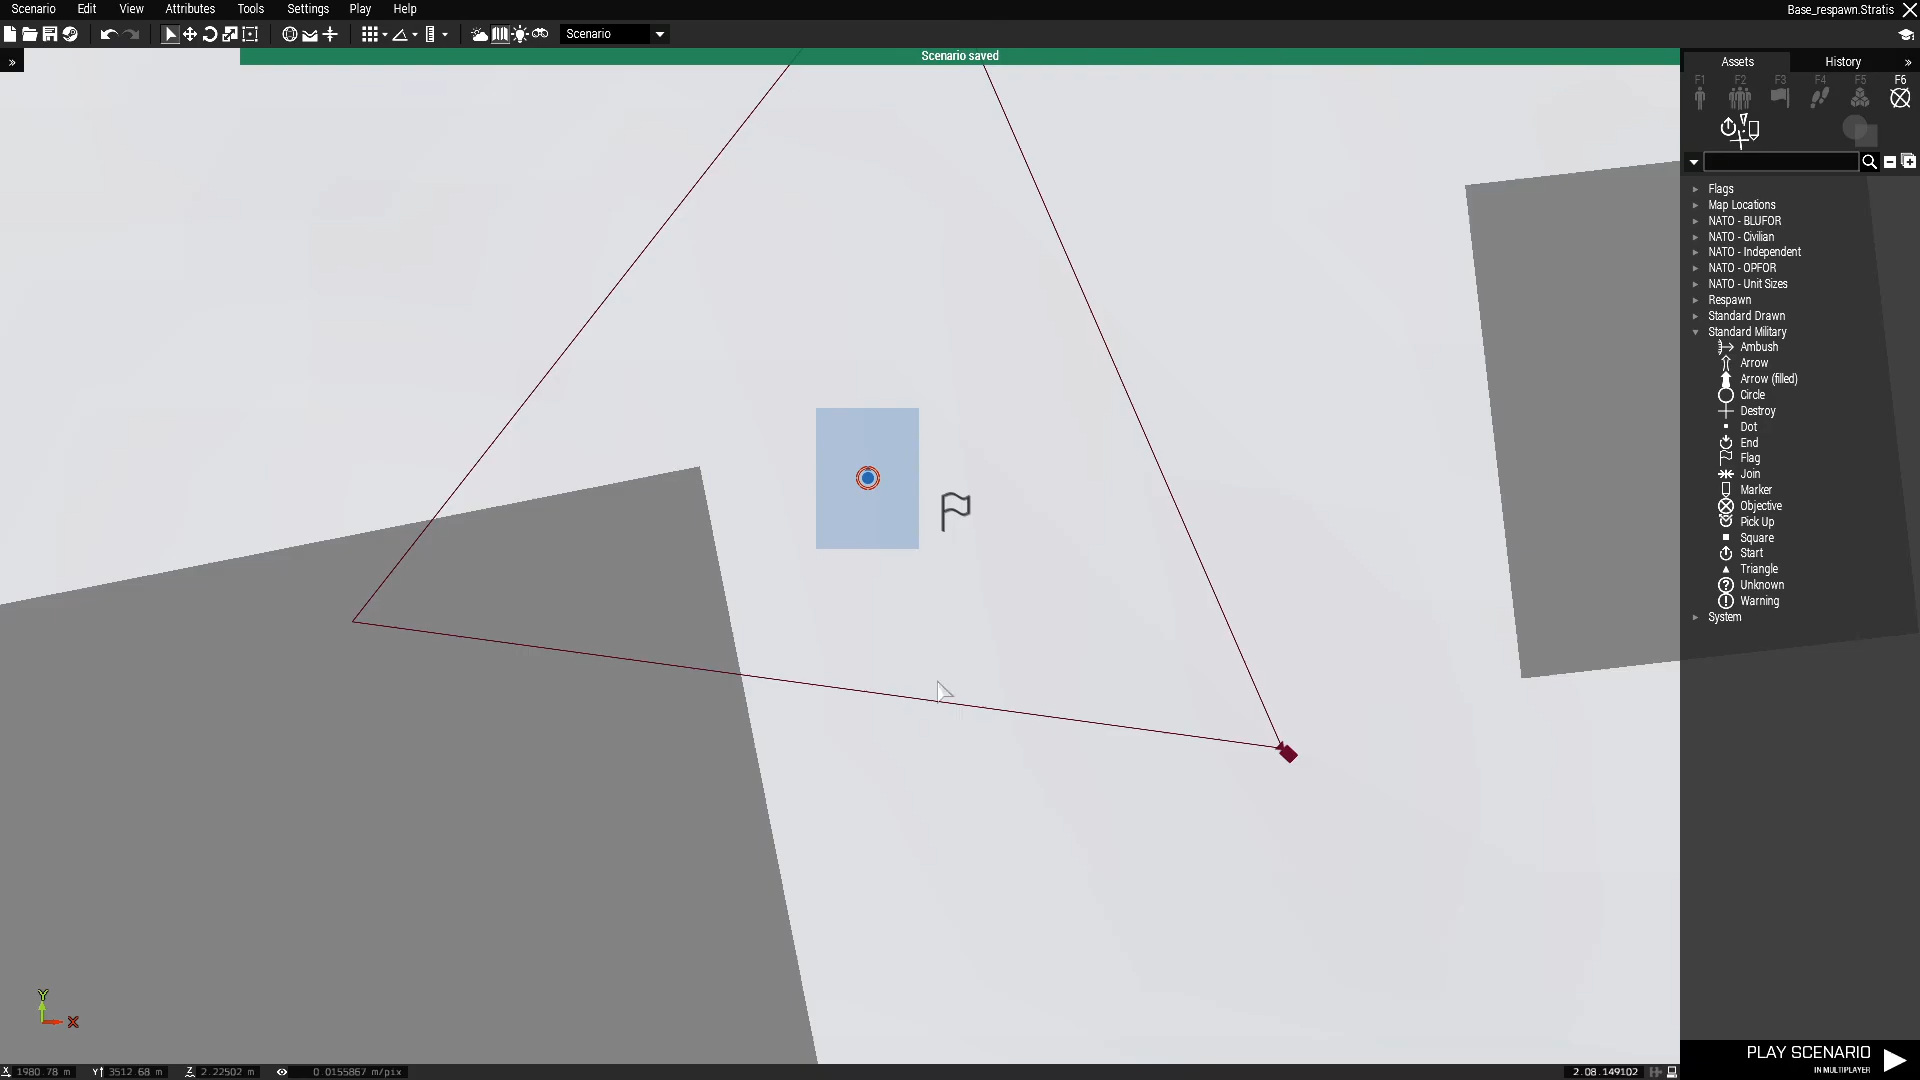 Scenario Edit View Attributes Tools Settings Play Help Base_respawn.Stratis
Scenario
Scenario saved
Assets History »
F1 F2 F3 F4 F5 F6
Flags
Map Locations
NATO - BLUFOR
NATO - Civilian
NATO - Independent
NATO - OPFOR
NATO - Unit Sizes
Respawn
Standard Drawn
Standard Military
Ambush
Arrow
Arrow (filled)
Circle
Destroy
Dot
End
Flag
Join
Marker
Objective
Pick Up
Square
Start
Triangle
Unknown
Warning
System
Y
X
PLAY SCENARIO
IN MULTIPLAYER
X 1980.78 m Y 3512.68 m Z 2.22502 m 0.0155867 m/pix 2.08.149102